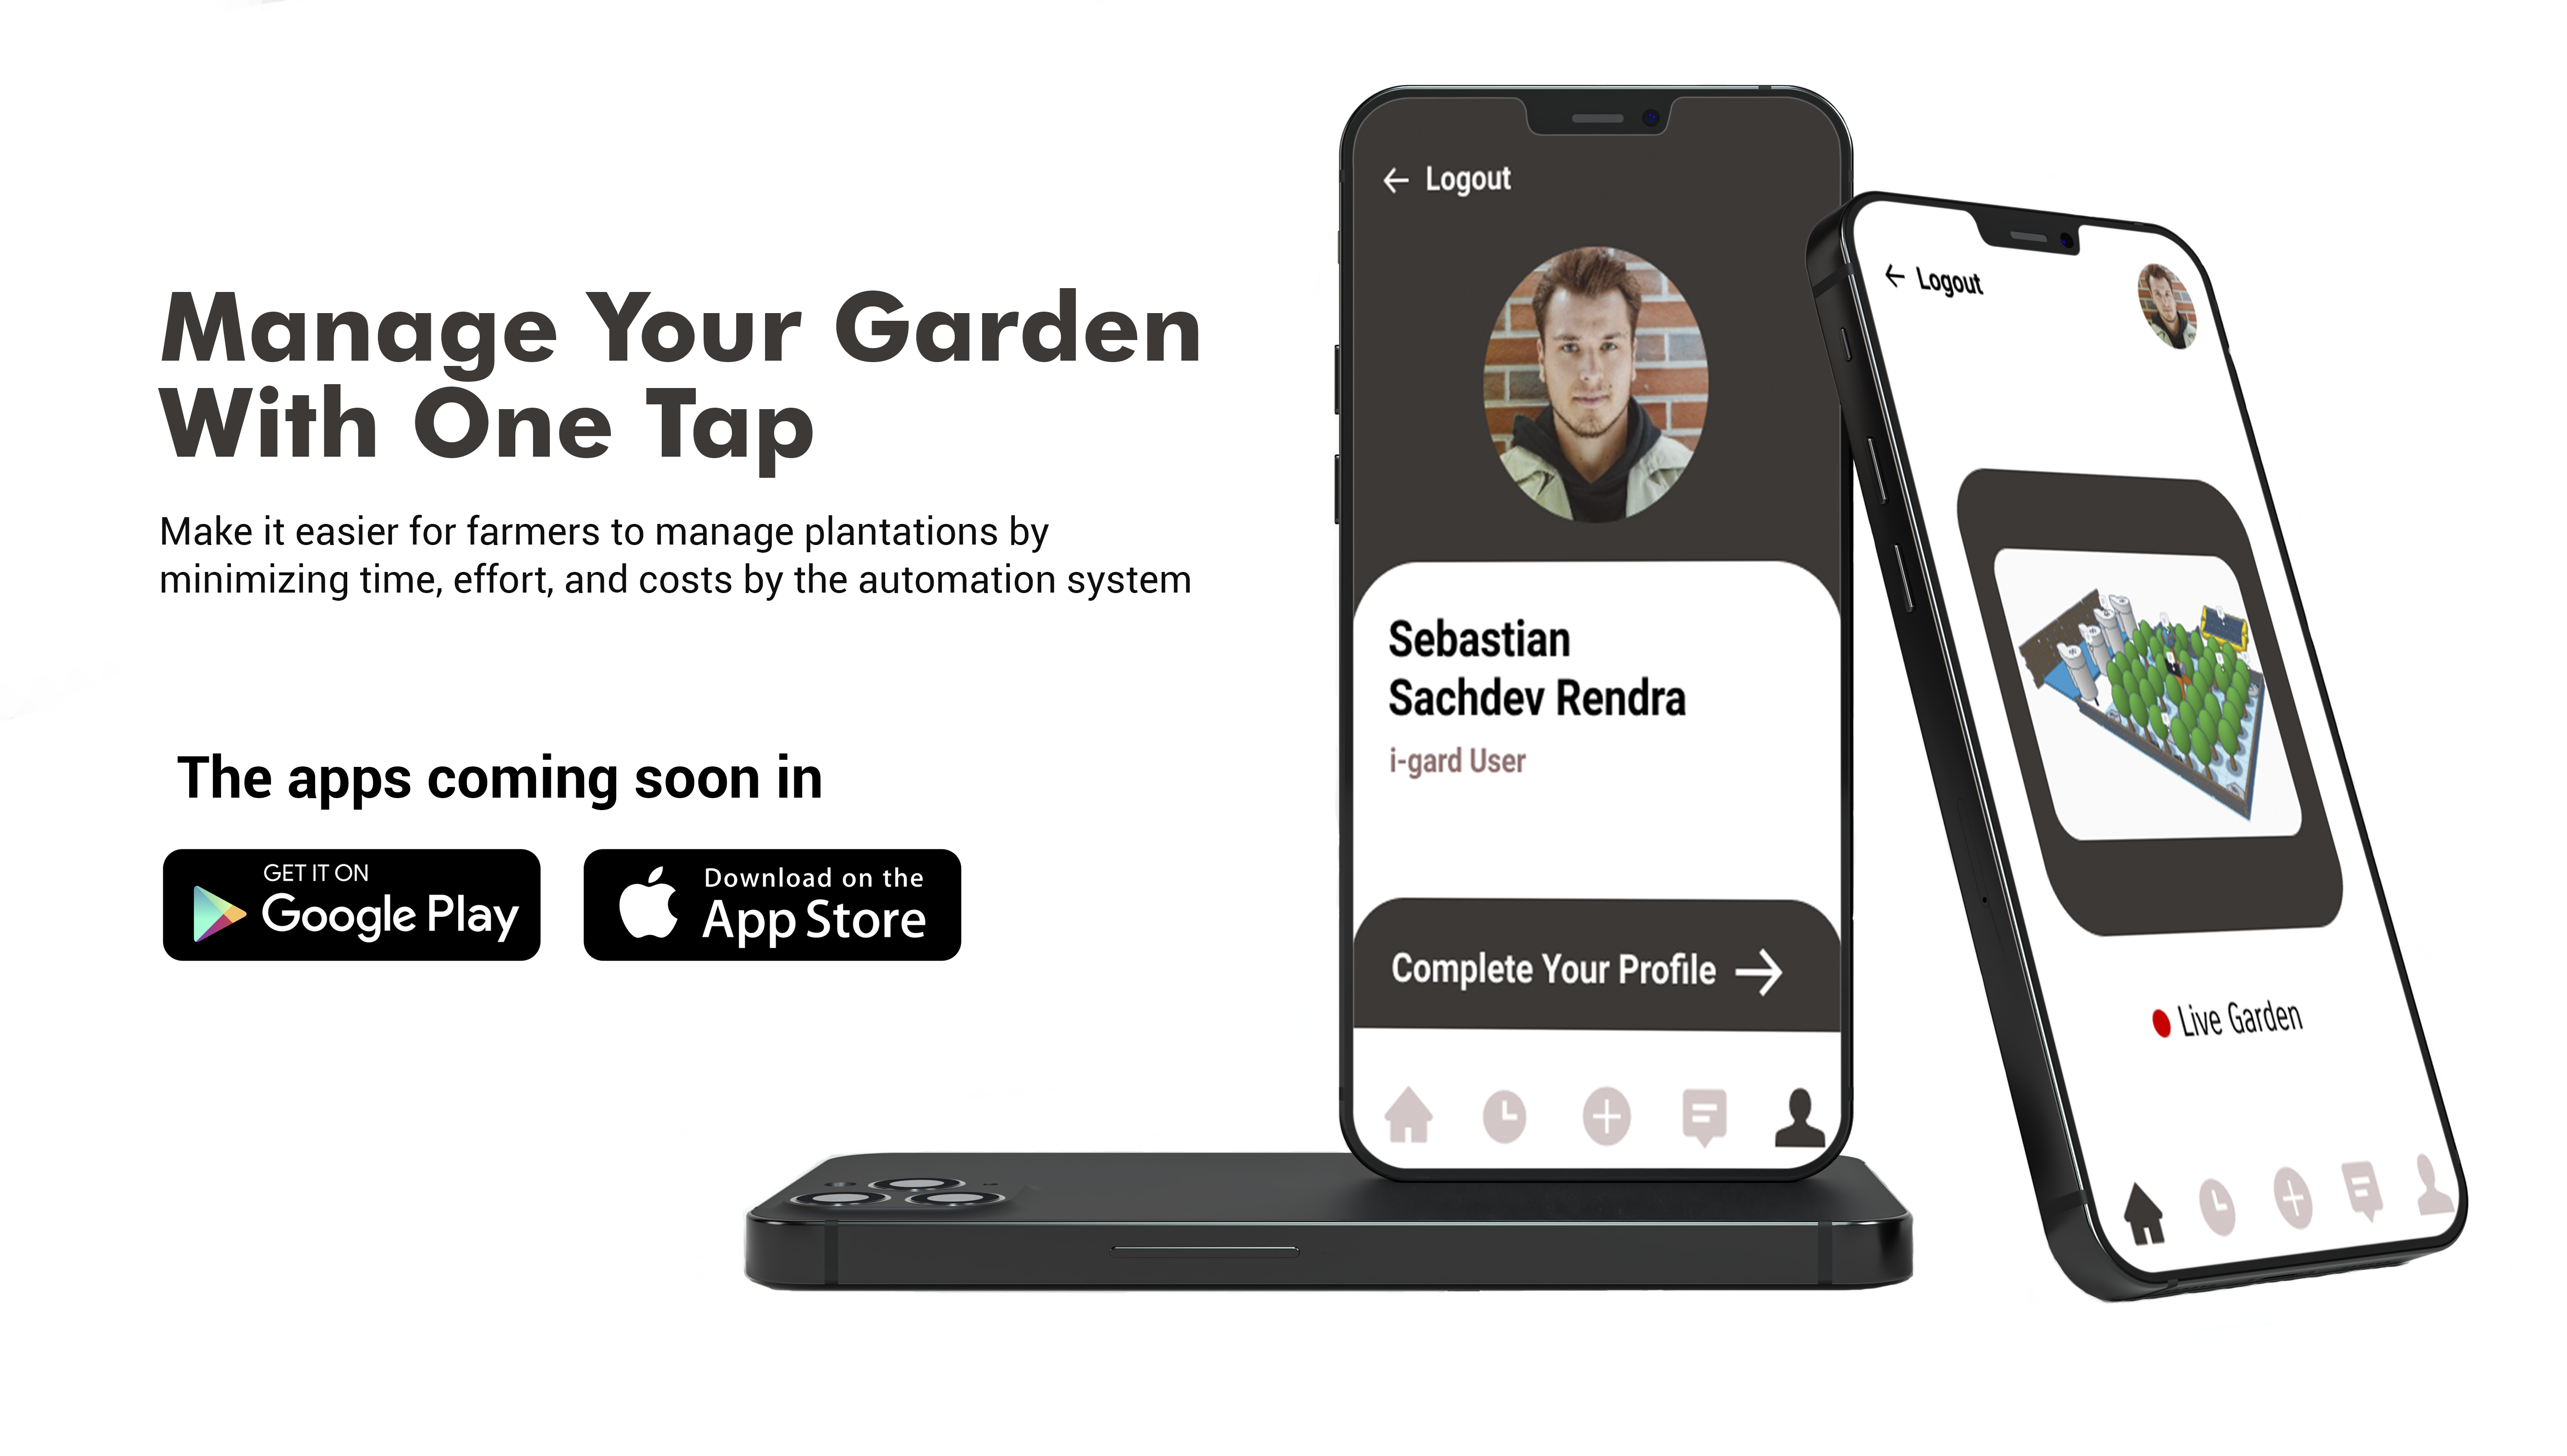 Manage Your Garden
With One Tap
Make it easier for farmers to manage plantations by
minimizing time, effort, and costs by the automation system
The apps coming soon in
GET IT ON
Google Play
Download on the
App Store
Logout
Sebastian
Sachdev Rendra
i-gard User
Complete Your Profile
Logout
Live Garden